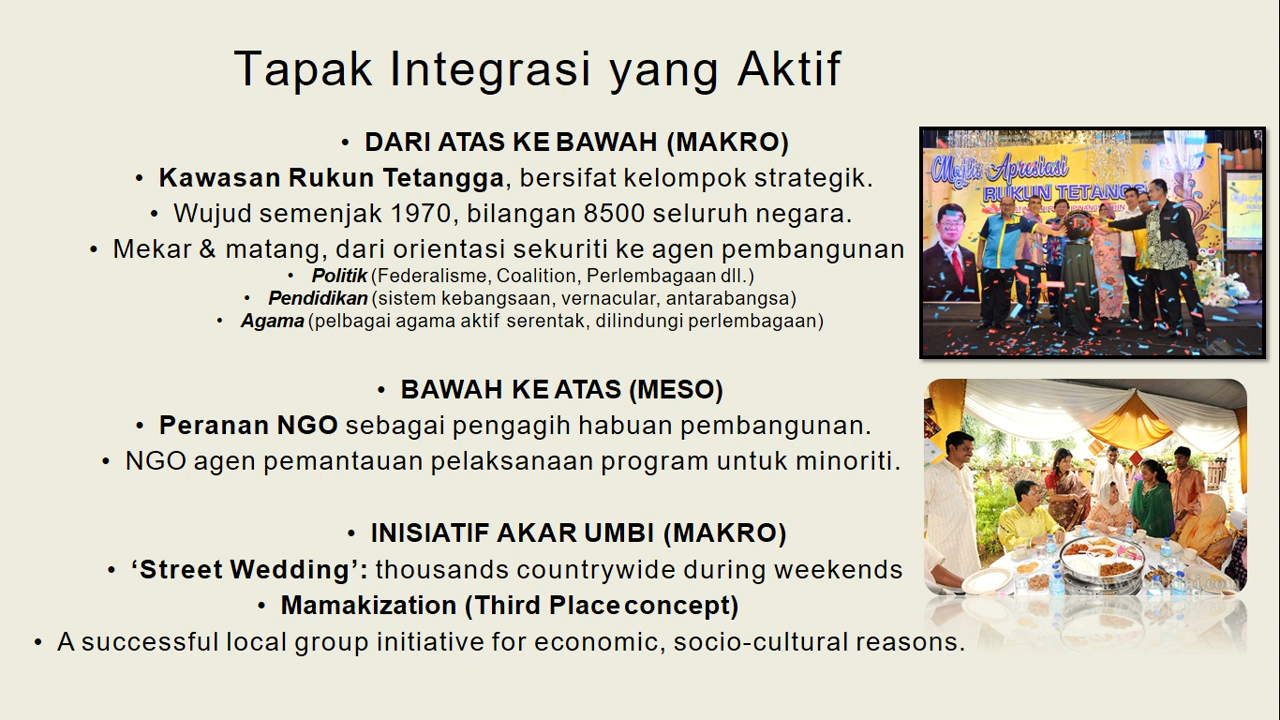 Tapak Integrasi yang Aktif
• DARI ATAS KE BAWAH (MAKRO)
• Kawasan Rukun Tetangga, bersifat kelompok strategik.
• Wujud semenjak 1970, bilangan 8500 seluruh negara.
• Mekar & matang, dari orientasi sekuriti ke agen pembangunan
• Politik (Federalisme, Coalition, Perlembagaan dll.)
• Pendidikan (sistem kebangsaan, vernacular, antarabangsa)
• Agama (pelbagai agama aktif serentak, dilindungi perlembagaan)
• BAWAH KE ATAS (MESO)
• Peranan NGO sebagai pengagih habuan pembangunan.
• NGO agen pemantauan pelaksanaan program untuk minoriti.
• INISIATIF AKAR UMBI (MAKRO)
• ‘Street Wedding’: thousands countrywide during weekends
• Mamakization (Third Place concept)
• A successful local group initiative for economic, socio-cultural reasons.
Majlis Apresiasi
RUKUN TETANGG